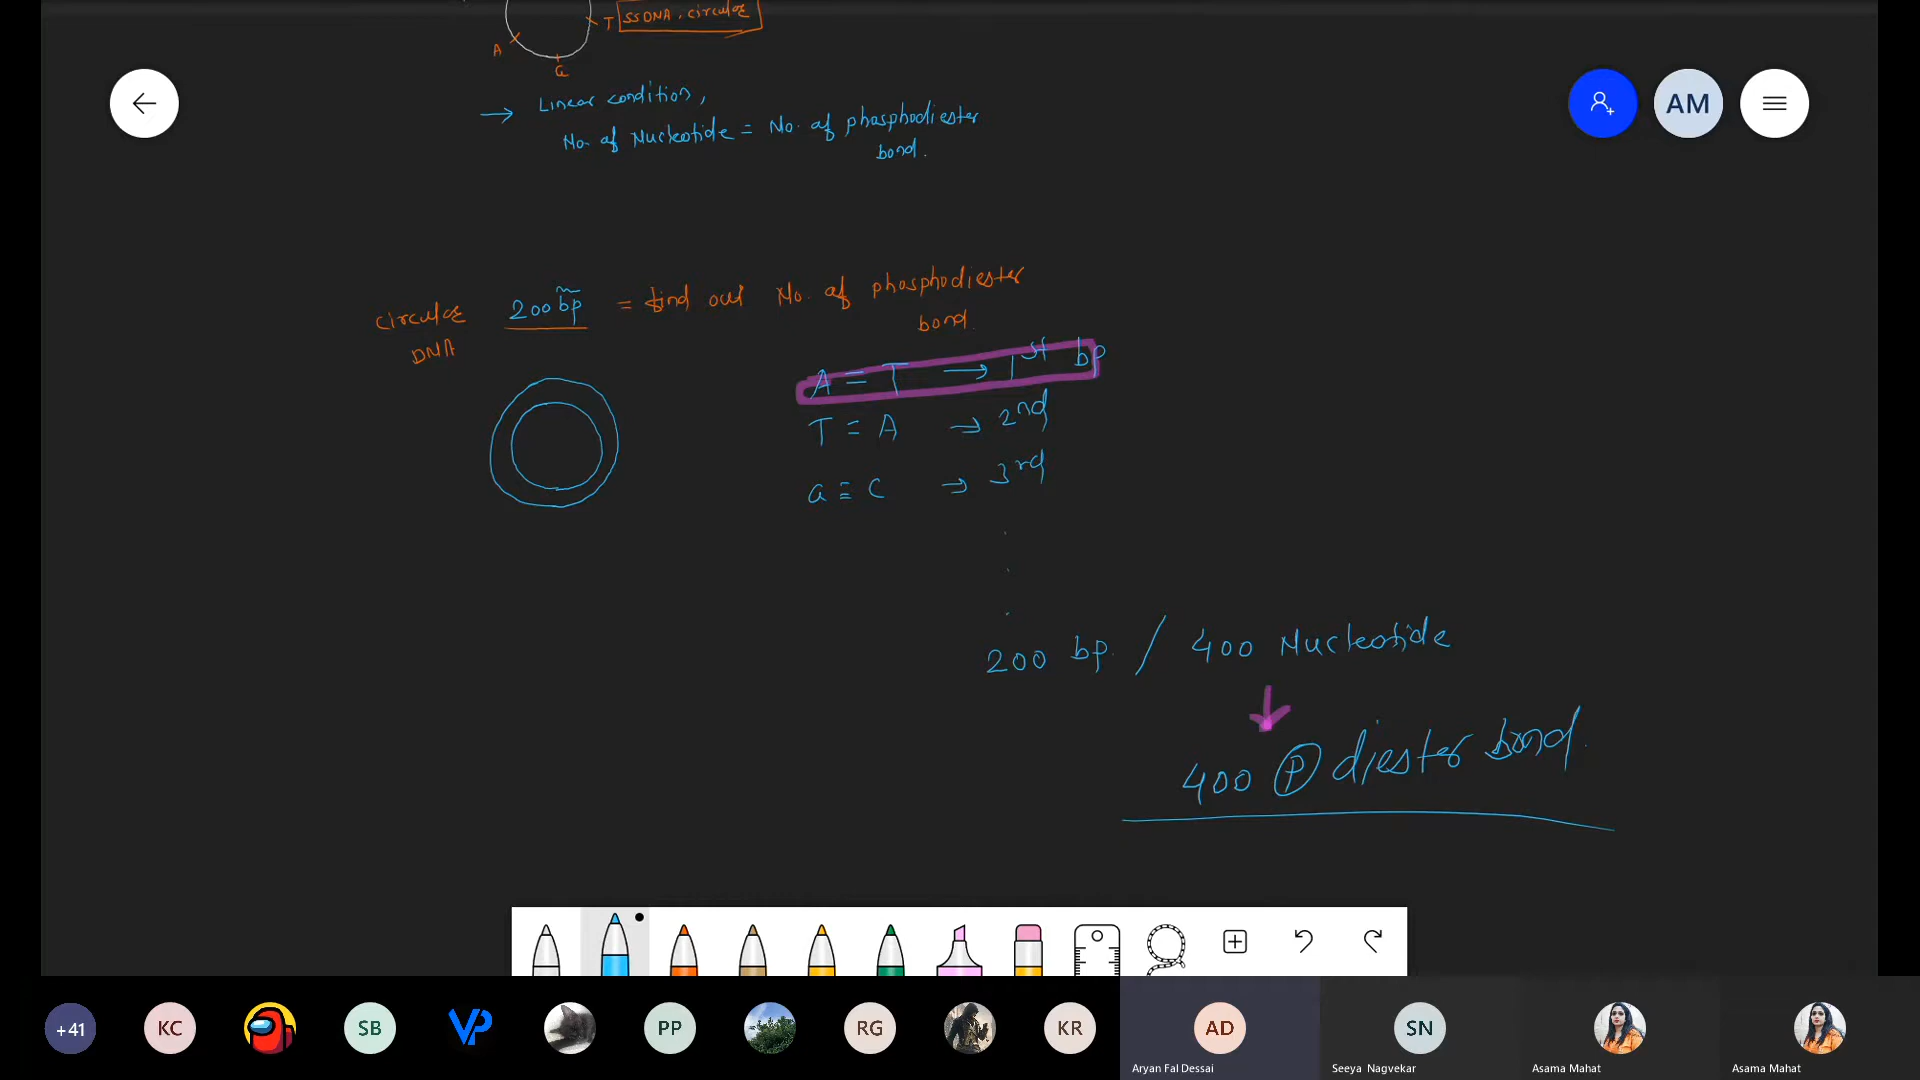 T ssDNA, circular
A
G
→ Linear condition,
No. of Nucleotide = No. of phosphodiester
bond.
AM
circular 200 bp = find out No. of phosphodiester
DNA bond.
A = T → 1st bp
T = A → 2nd
G ≡ C → 3rd
.
.
.
200 bp. / 400 Nucleotide
↓
400 Ⓟ diester bond.
+41 KC SB VP PP RG KR AD SN
Aryan Fal Dessai Seeya Nagvekar Asama Mahat Asama Mahat